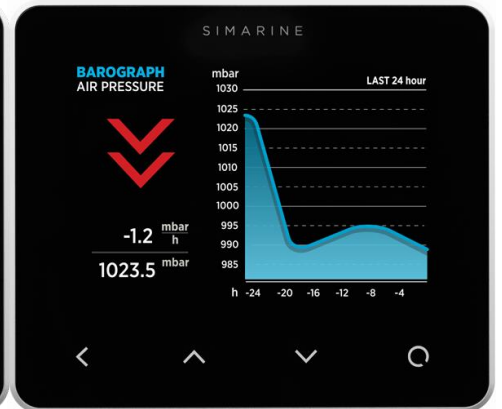 SIMARINE
BAROGRAPH
AIR PRESSURE
-1.2 mbar/h
1023.5 mbar
mbar
LAST 24 hour
1030
1025
1020
1015
1010
1005
1000
995
990
985
h -24 -20 -16 -12 -8 -4